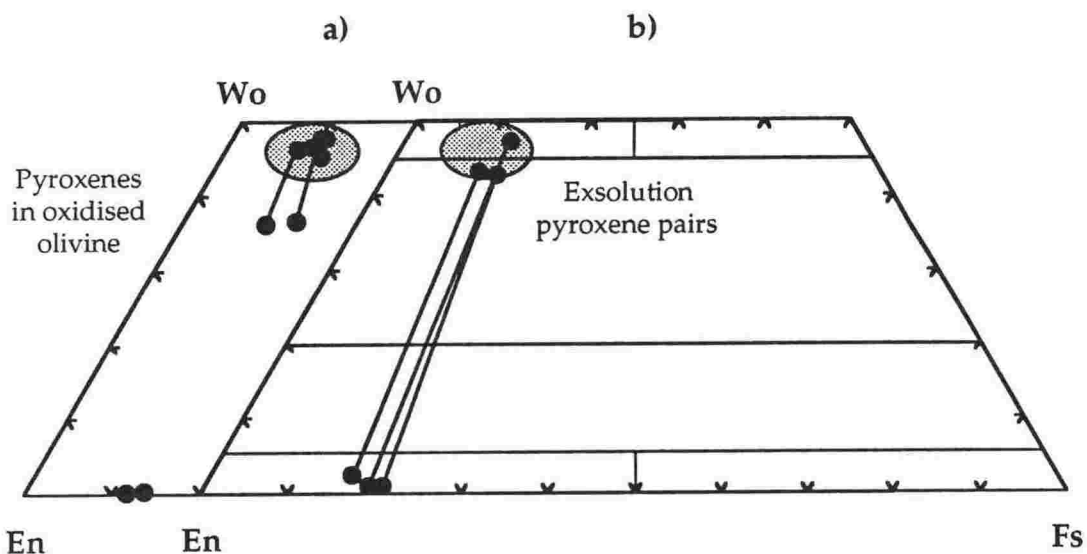 a)
b)
Wo
Wo
Pyroxenes
in oxidised
olivine
Exsolution
pyroxene pairs
En
En
Fs